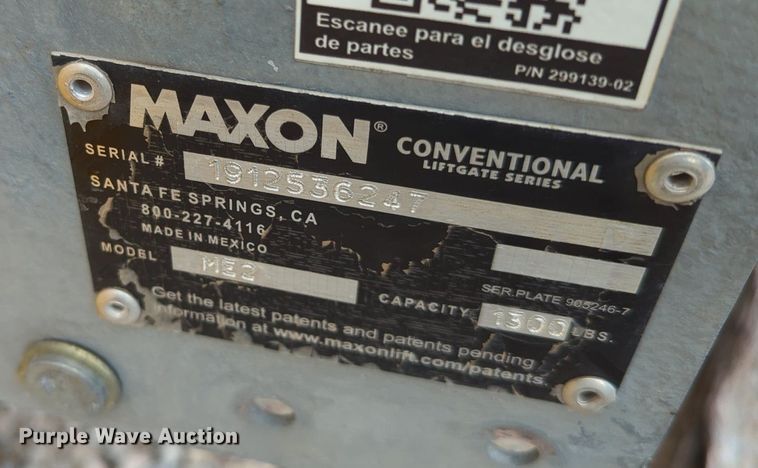 Escanee para el desglose
de partes
P/N 299139-02
MAXON®
CONVENTIONAL
LIFTGATE SERIES
SERIAL # 1912536247
SANTA FE SPRINGS, CA
800-227-4116
MADE IN MEXICO
MODEL ME2
SER.PLATE 905246-7
CAPACITY 1300 LBS.
Get the latest patents and patents pending
information at www.maxonlift.com/patents.
Purple Wave Auction